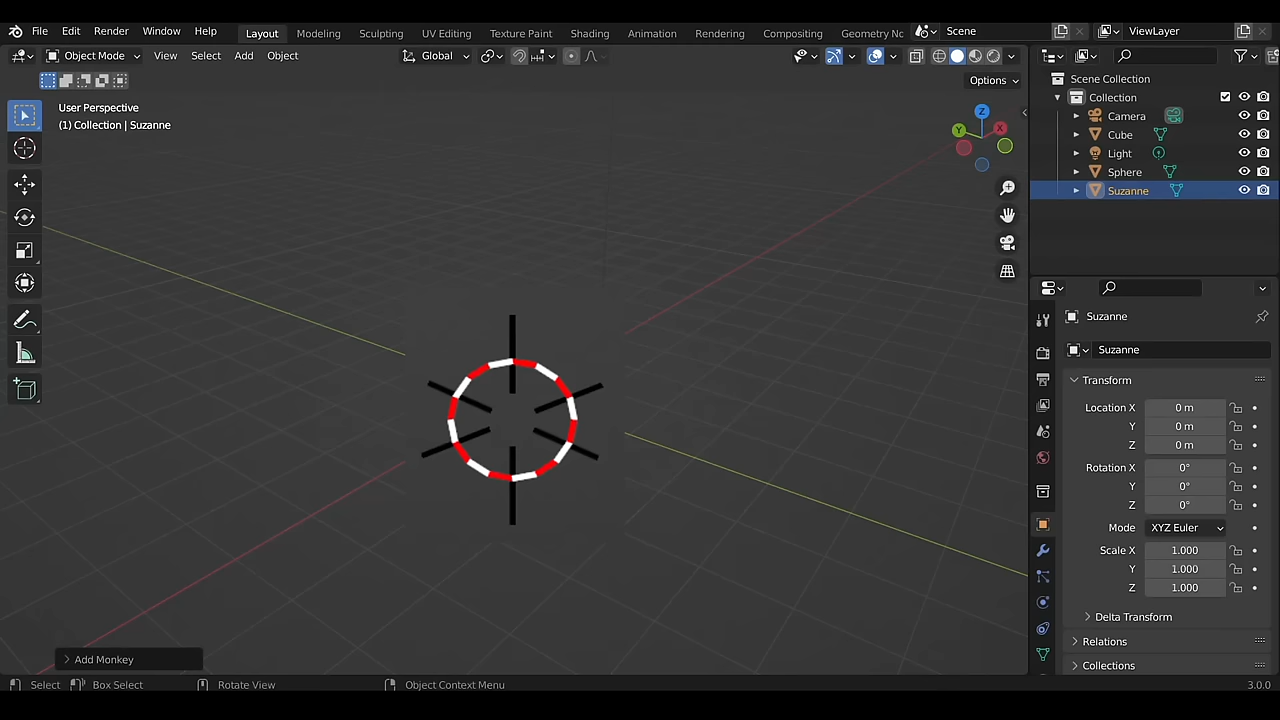 File Edit Render Window Help Layout Modeling Sculpting UV Editing Texture Paint Shading Animation Rendering Compositing Geometry Nc Scene ViewLayer
Object Mode View Select Add Object Global
Options
User Perspective
(1) Collection | Suzanne
Z
Y
X
Scene Collection
Collection
Camera
Cube
Light
Sphere
Suzanne
Suzanne
Suzanne
Transform
Location X 0 m
Y 0 m
Z 0 m
Rotation X 0°
Y 0°
Z 0°
Mode XYZ Euler
Scale X 1.000
Y 1.000
Z 1.000
Delta Transform
Relations
Collections
Add Monkey
Select Box Select Rotate View Object Context Menu 3.0.0